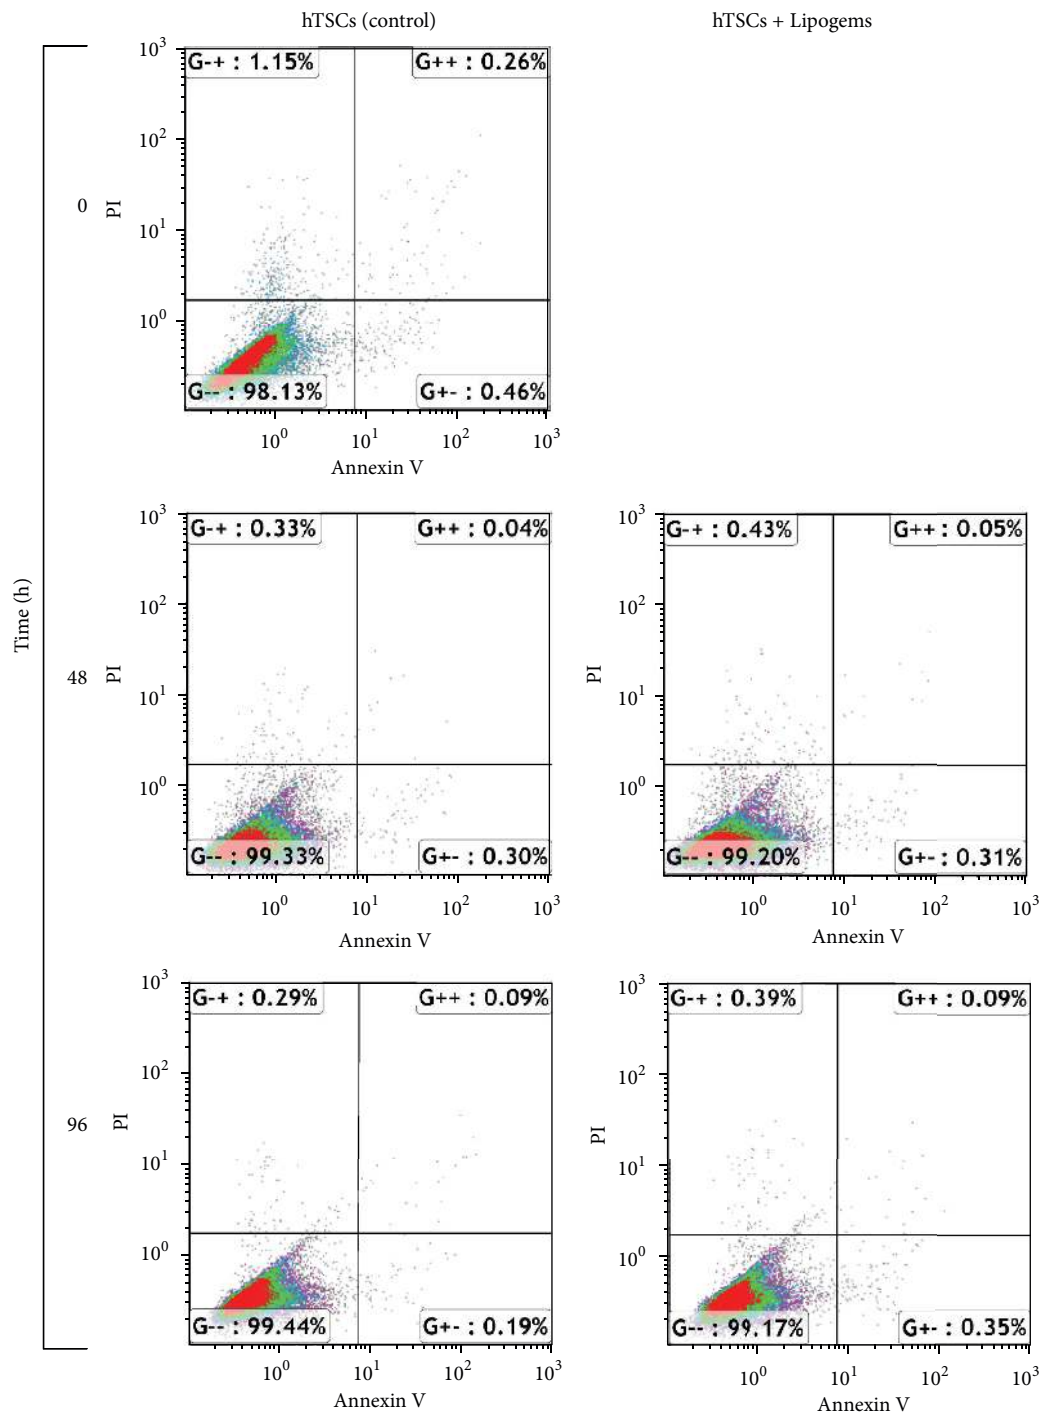 hTSCs (control)
hTSCs + Lipogems
Time (h)
0
PI
10³
10²
10¹
10⁰
G-+ : 1.15%
G++ : 0.26%
G-- : 98.13%
G+- : 0.46%
10⁰ 10¹ 10² 10³
Annexin V
48
PI
10³
10²
10¹
10⁰
G-+ : 0.33%
G++ : 0.04%
G-- : 99.33%
G+- : 0.30%
10⁰ 10¹ 10² 10³
Annexin V
PI
10³
10²
10¹
10⁰
G-+ : 0.43%
G++ : 0.05%
G-- : 99.20%
G+- : 0.31%
10⁰ 10¹ 10² 10³
Annexin V
96
PI
10³
10²
10¹
10⁰
G-+ : 0.29%
G++ : 0.09%
G-- : 99.44%
G+- : 0.19%
10⁰ 10¹ 10² 10³
Annexin V
PI
10³
10²
10¹
10⁰
G-+ : 0.39%
G++ : 0.09%
G-- : 99.17%
G+- : 0.35%
10⁰ 10¹ 10² 10³
Annexin V